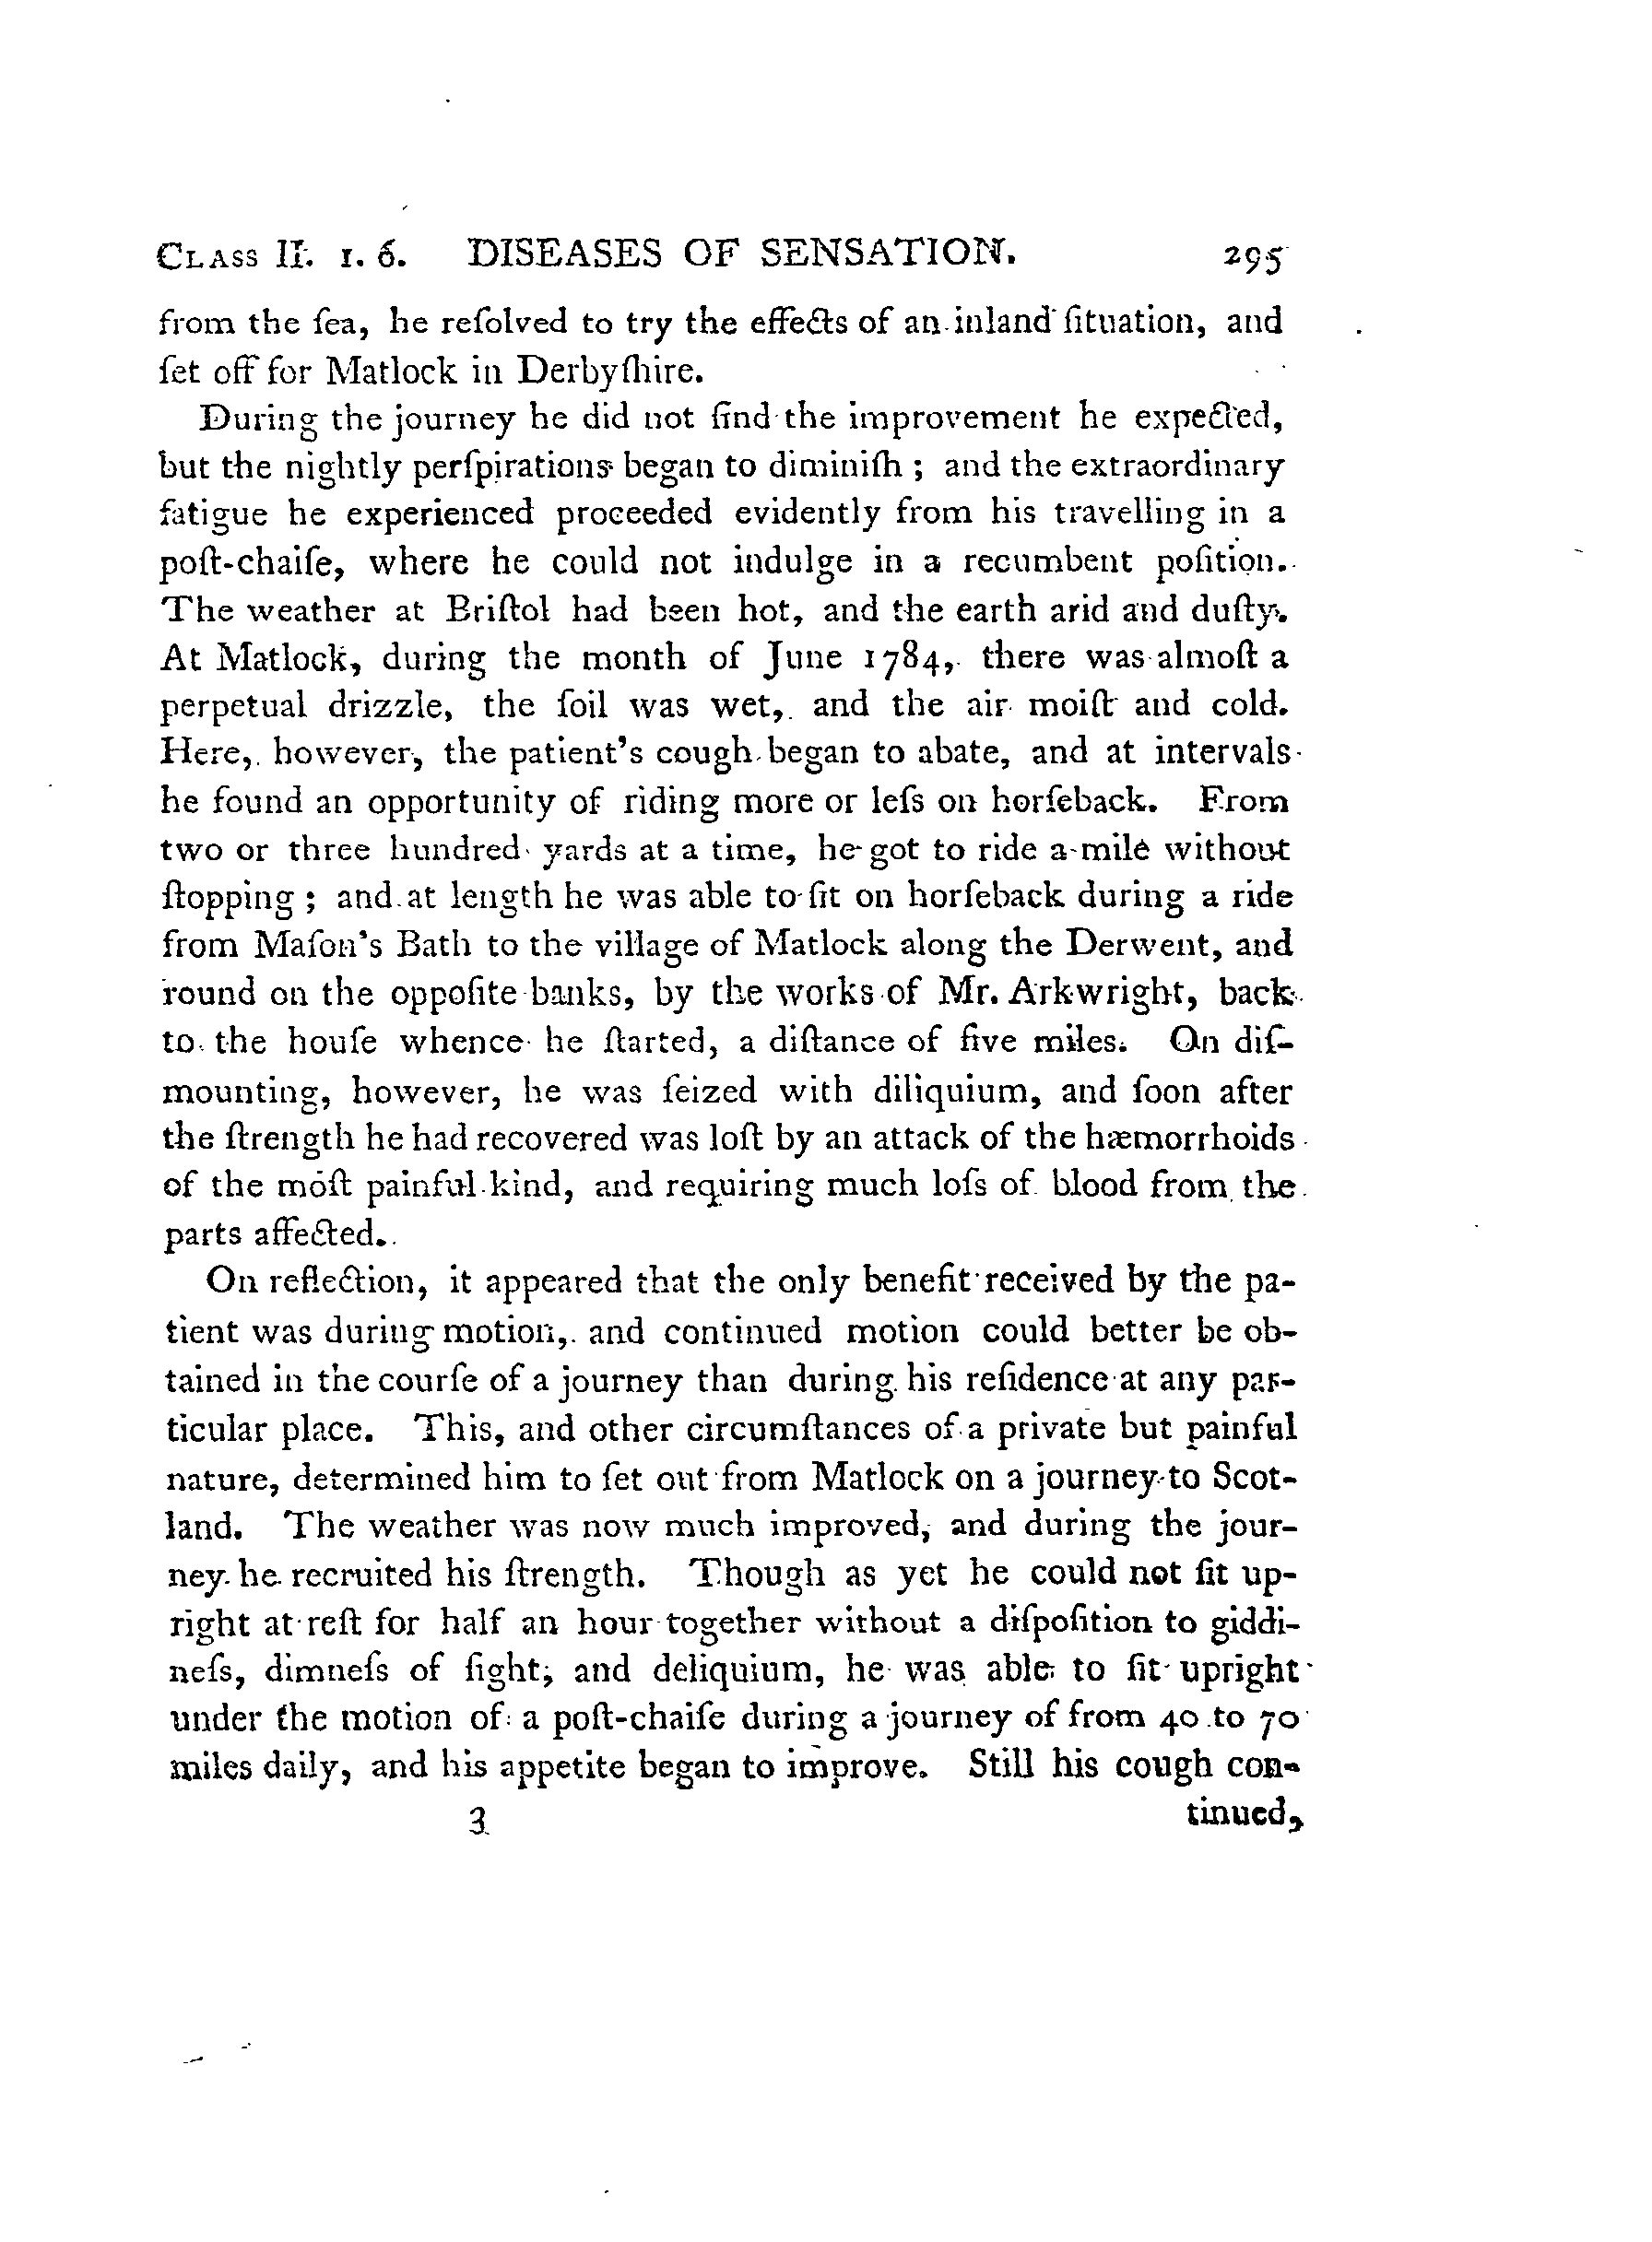 CLASS II. 1. 6. DISEASES OF SENSATION. 295
from the ſea, he reſolved to try the effects of an inland ſituation, and
ſet off for Matlock in Derbyſhire.
During the journey he did not find the improvement he expected,
but the nightly perſpirations began to diminiſh ; and the extraordinary
fatigue he experienced proceeded evidently from his travelling in a
poſt-chaiſe, where he could not indulge in a recumbent poſition.
The weather at Briſtol had been hot, and the earth arid and duſty.
At Matlock, during the month of June 1784, there was almoſt a
perpetual drizzle, the ſoil was wet, and the air moiſt and cold.
Here, however, the patient's cough began to abate, and at intervals
he found an opportunity of riding more or leſs on horſeback. From
two or three hundred yards at a time, he got to ride a mile without
ſtopping ; and at length he was able to ſit on horſeback during a ride
from Maſon's Bath to the village of Matlock along the Derwent, and
round on the oppoſite banks, by the works of Mr. Arkwright, back
to the houſe whence he ſtarted, a diſtance of five miles. On diſ-
mounting, however, he was ſeized with diliquium, and ſoon after
the ſtrength he had recovered was loſt by an attack of the hæmorrhoids
of the moſt painful kind, and requiring much loſs of blood from the
parts affected.
On reflection, it appeared that the only benefit received by the pa-
tient was during motion, and continued motion could better be ob-
tained in the courſe of a journey than during his reſidence at any par-
ticular place. This, and other circumſtances of a private but painful
nature, determined him to ſet out from Matlock on a journey to Scot-
land. The weather was now much improved, and during the jour-
ney he recruited his ſtrength. Though as yet he could not ſit up-
right at reſt for half an hour together without a diſpoſition to giddi-
neſs, dimneſs of ſight, and deliquium, he was able to ſit upright
under the motion of a poſt-chaiſe during a journey of from 40 to 70
miles daily, and his appetite began to improve. Still his cough con-
3 tinued,